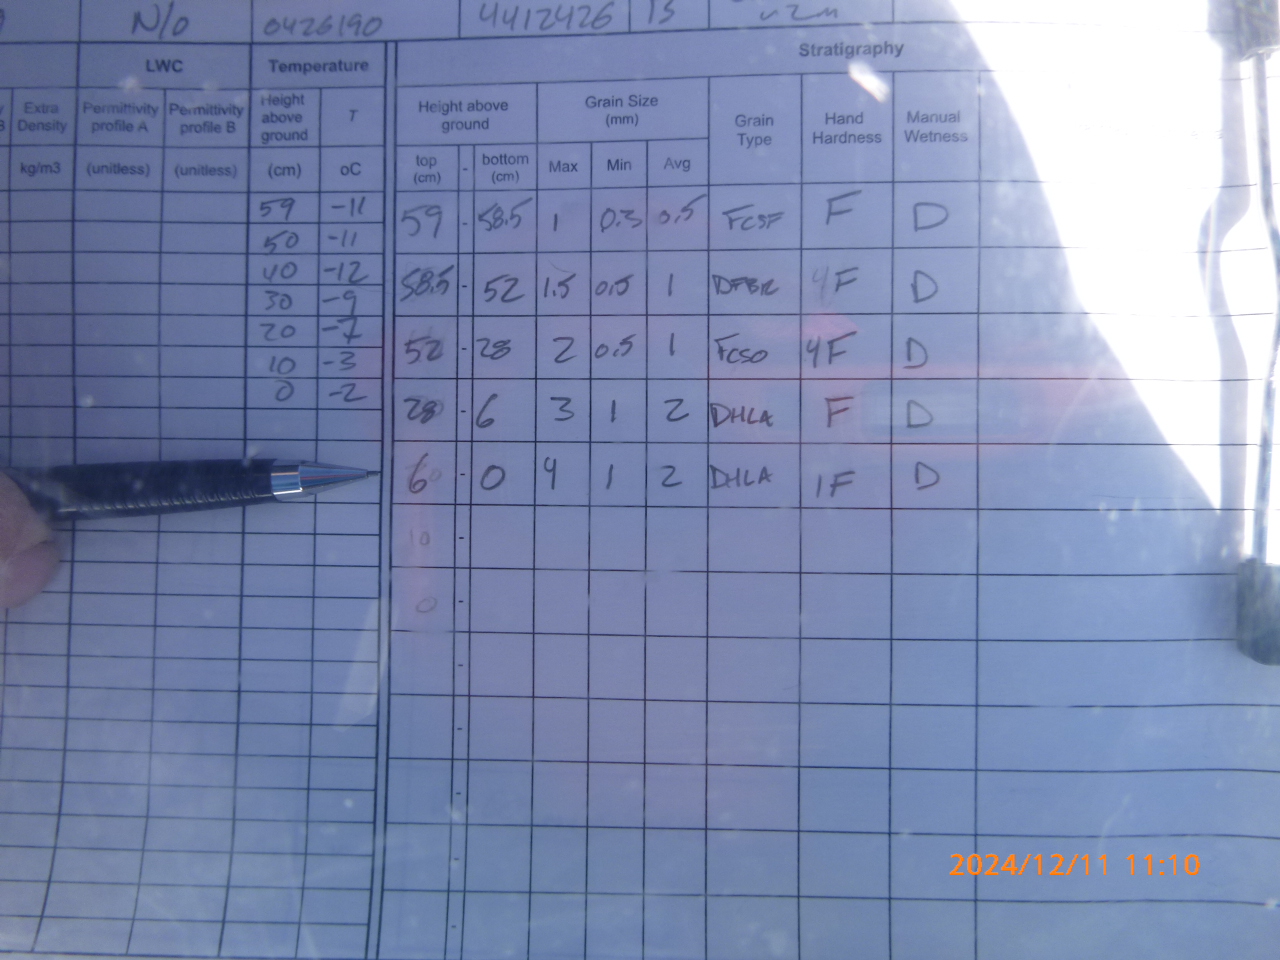 N/O 0426190 4412426 13
Stratigraphy
LWC Temperature
Extra Density Permittivity profile A Permittivity profile B Height above ground T Height above ground Grain Size (mm) Grain Type Hand Hardness Manual Wetness
kg/m3 (unitless) (unitless) (cm) oC top (cm) - bottom (cm) Max Min Avg
59 -11 59 - 58.5 1 0.3 0.5 FCSF F D
50 -11
40 -12 58.5 - 52 1.5 0.5 1 DFBK 4F D
30 -9
20 -7 52 - 28 2 0.5 1 FCSO 4F D
10 -3
0 -2 28 - 6 3 1 2 DHLA F D
6 - 0 4 1 2 DHLA 1F D
10 -
0 -
-
-
-
-
-
2024/12/11 11:10